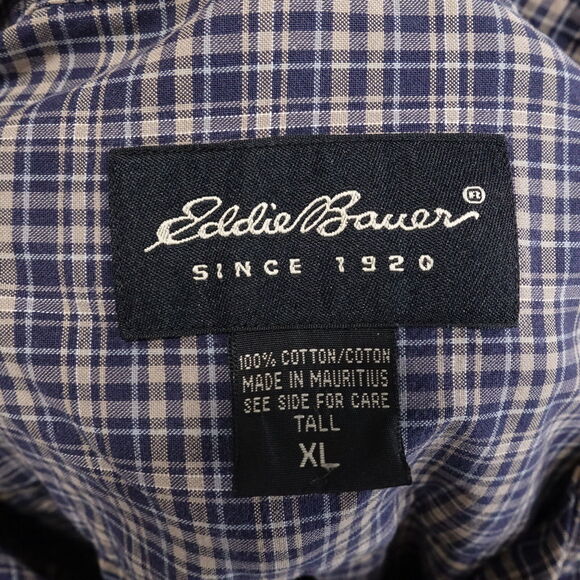 Eddie Bauer®
SINCE 1920
100% COTTON/COTON
MADE IN MAURITIUS
SEE SIDE FOR CARE
TALL
XL